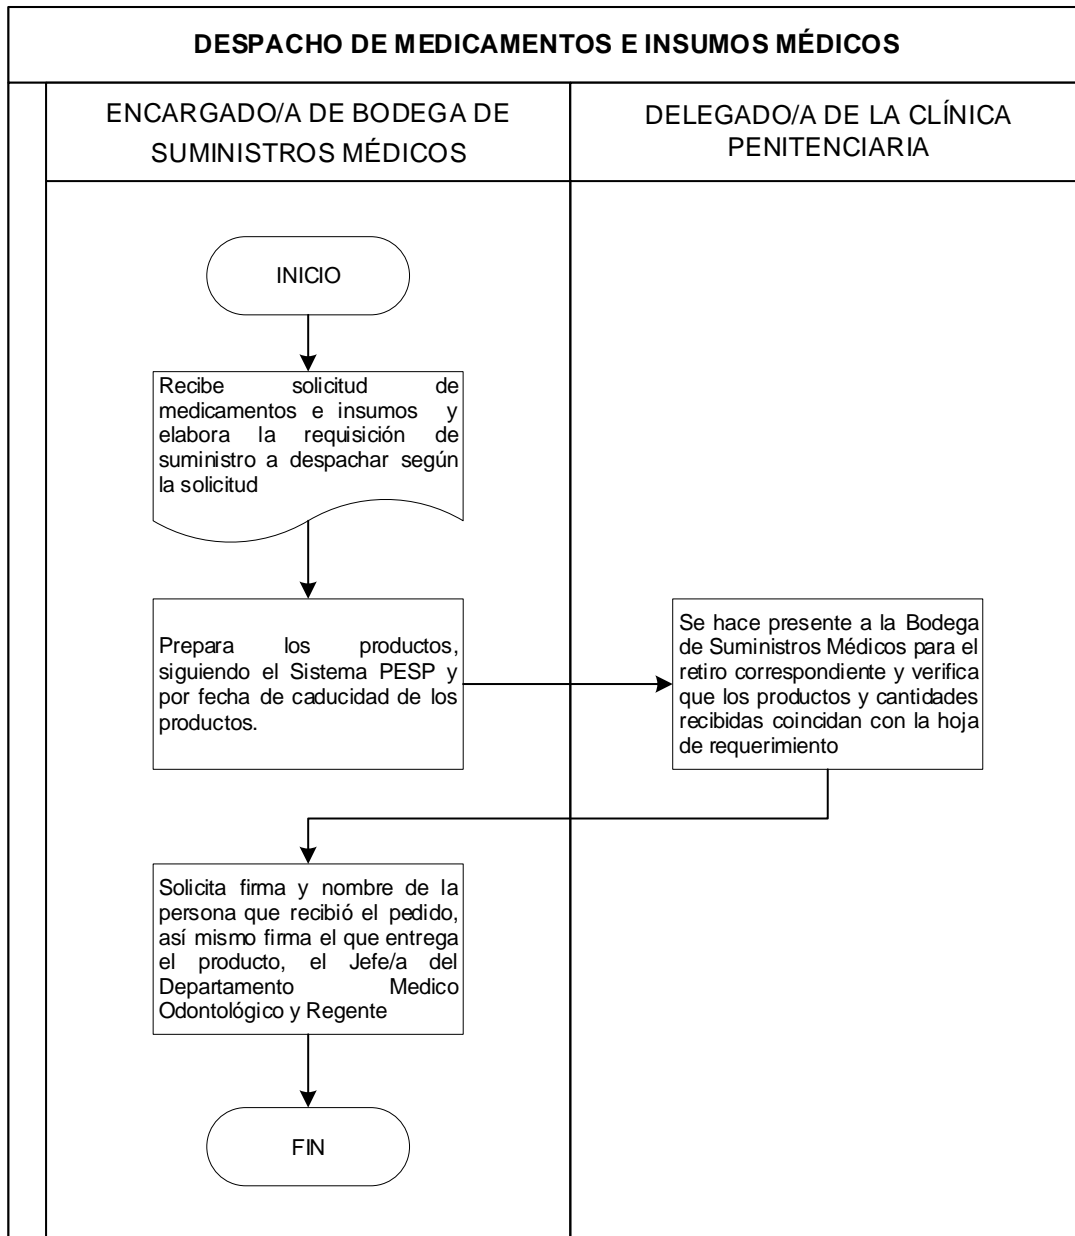 DESPACHO DE MEDICAMENTOS E INSUMOS MÉDICOS
ENCARGADO/A DE BODEGA DE
SUMINISTROS MÉDICOS
DELEGADO/A DE LA CLÍNICA
PENITENCIARIA
INICIO
Recibe solicitud de
medicamentos e insumos y
elabora la requisición de
suministro a despachar según
la solicitud
Prepara los productos,
siguiendo el Sistema PESP y
por fecha de caducidad de los
productos.
Se hace presente a la Bodega
de Suministros Médicos para el
retiro correspondiente y verifica
que los productos y cantidades
recibidas coincidan con la hoja
de requerimiento
Solicita firma y nombre de la
persona que recibió el pedido,
así mismo firma el que entrega
el producto, el Jefe/a del
Departamento Medico
Odontológico y Regente
FIN